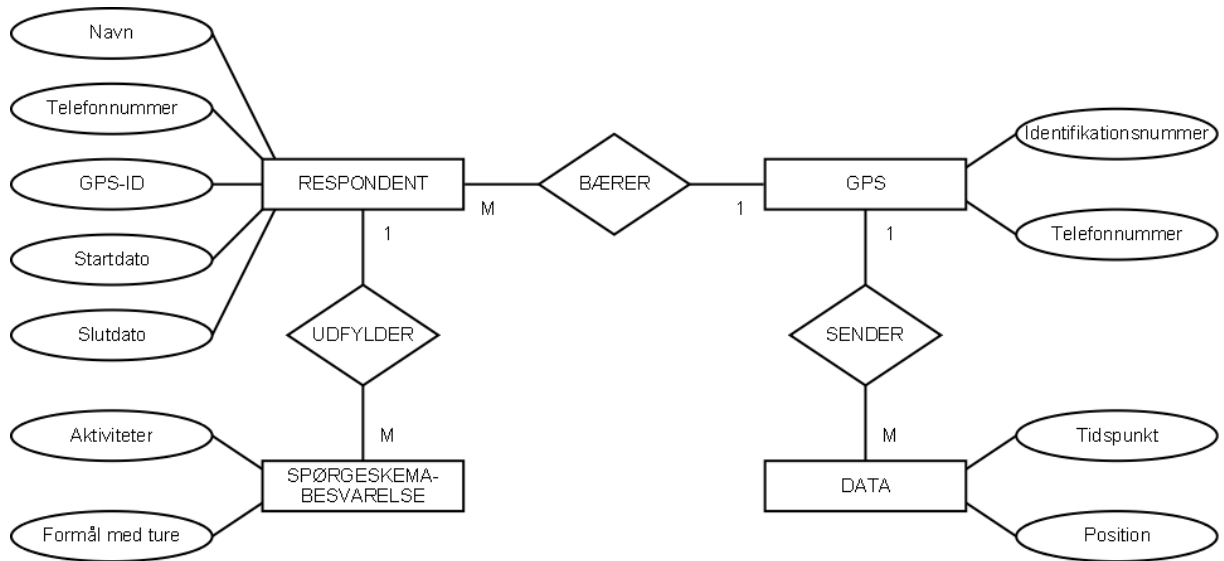 Navn
Telefonnummer
GPS-ID
Startdato
Slutdato
RESPONDENT
M
BÆRER
1
GPS
Identifikationsnummer
Telefonnummer
1
UDFYLDER
M
1
SENDER
M
Aktiviteter
Formål med ture
SPØRGESKEMA-
BESVARELSE
DATA
Tidspunkt
Position